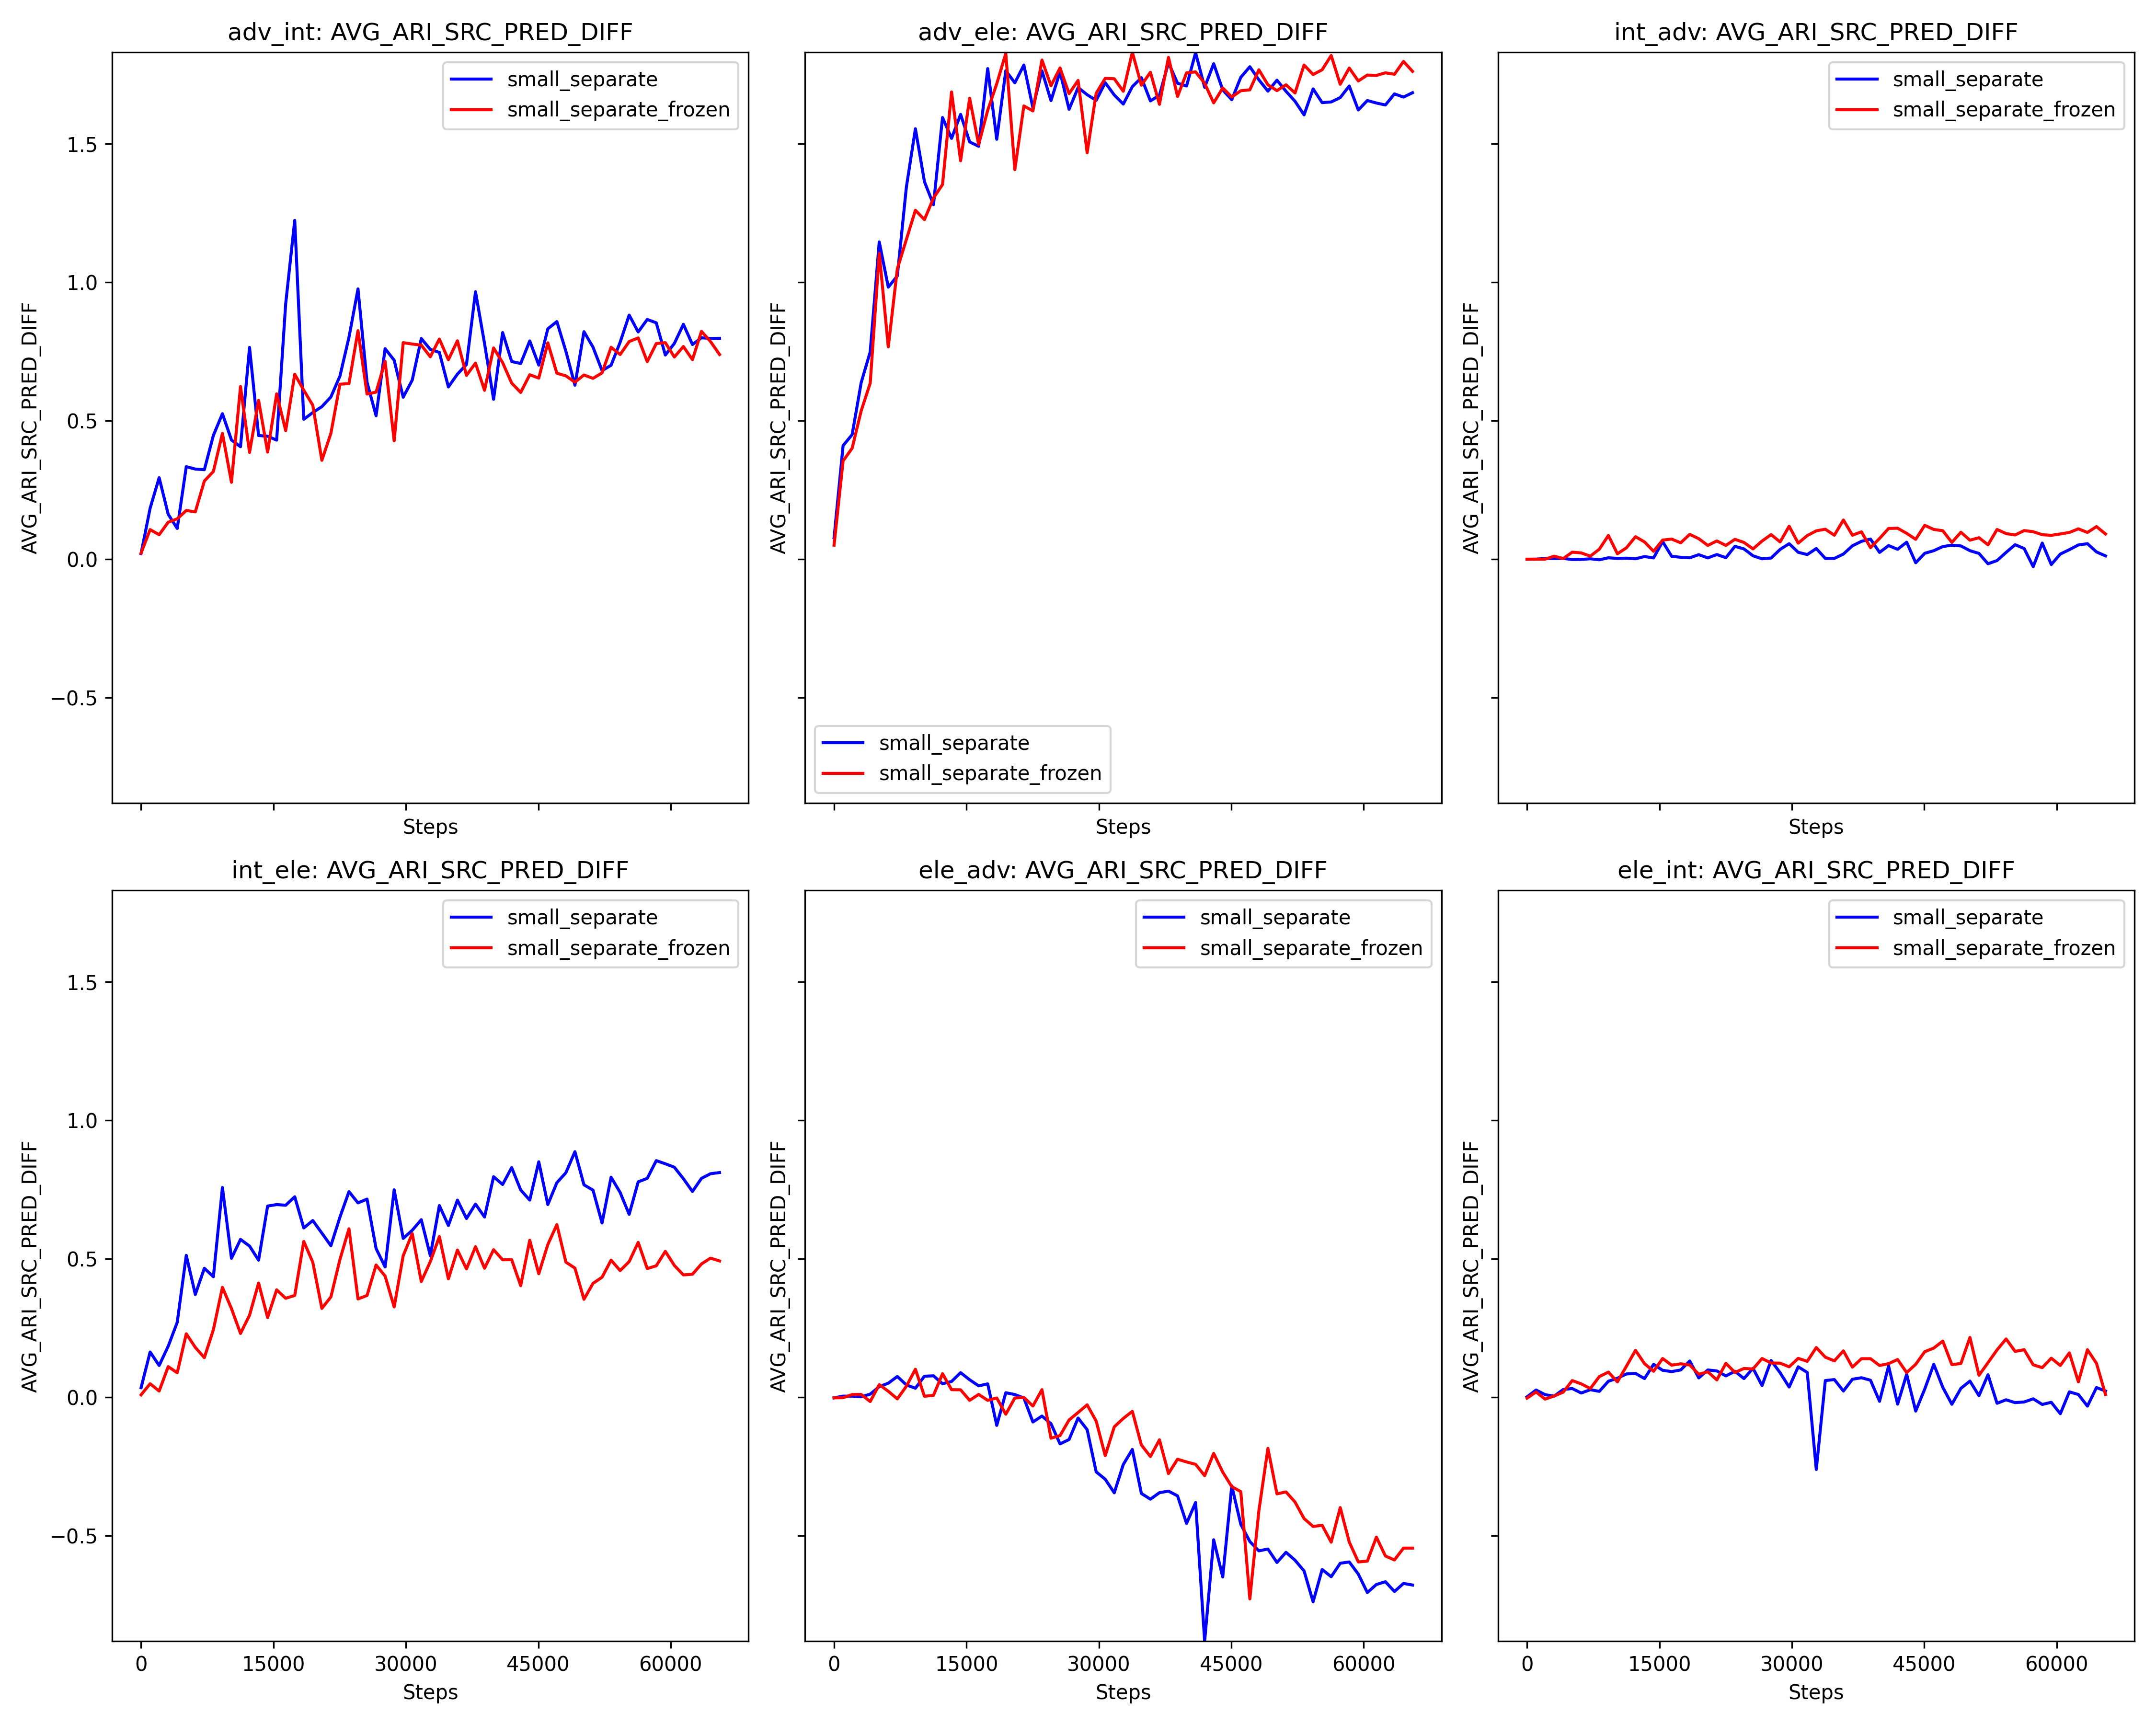 adv_int: AVG_ARI_SRC_PRED_DIFF
AVG_ARI_SRC_PRED_DIFF
1.5
1.0
0.5
0.0
−0.5
small_separate
small_separate_frozen
Steps
adv_ele: AVG_ARI_SRC_PRED_DIFF
AVG_ARI_SRC_PRED_DIFF
small_separate
small_separate_frozen
Steps
int_adv: AVG_ARI_SRC_PRED_DIFF
AVG_ARI_SRC_PRED_DIFF
small_separate
small_separate_frozen
Steps
int_ele: AVG_ARI_SRC_PRED_DIFF
AVG_ARI_SRC_PRED_DIFF
1.5
1.0
0.5
0.0
−0.5
small_separate
small_separate_frozen
0 15000 30000 45000 60000
Steps
ele_adv: AVG_ARI_SRC_PRED_DIFF
AVG_ARI_SRC_PRED_DIFF
small_separate
small_separate_frozen
0 15000 30000 45000 60000
Steps
ele_int: AVG_ARI_SRC_PRED_DIFF
AVG_ARI_SRC_PRED_DIFF
small_separate
small_separate_frozen
0 15000 30000 45000 60000
Steps